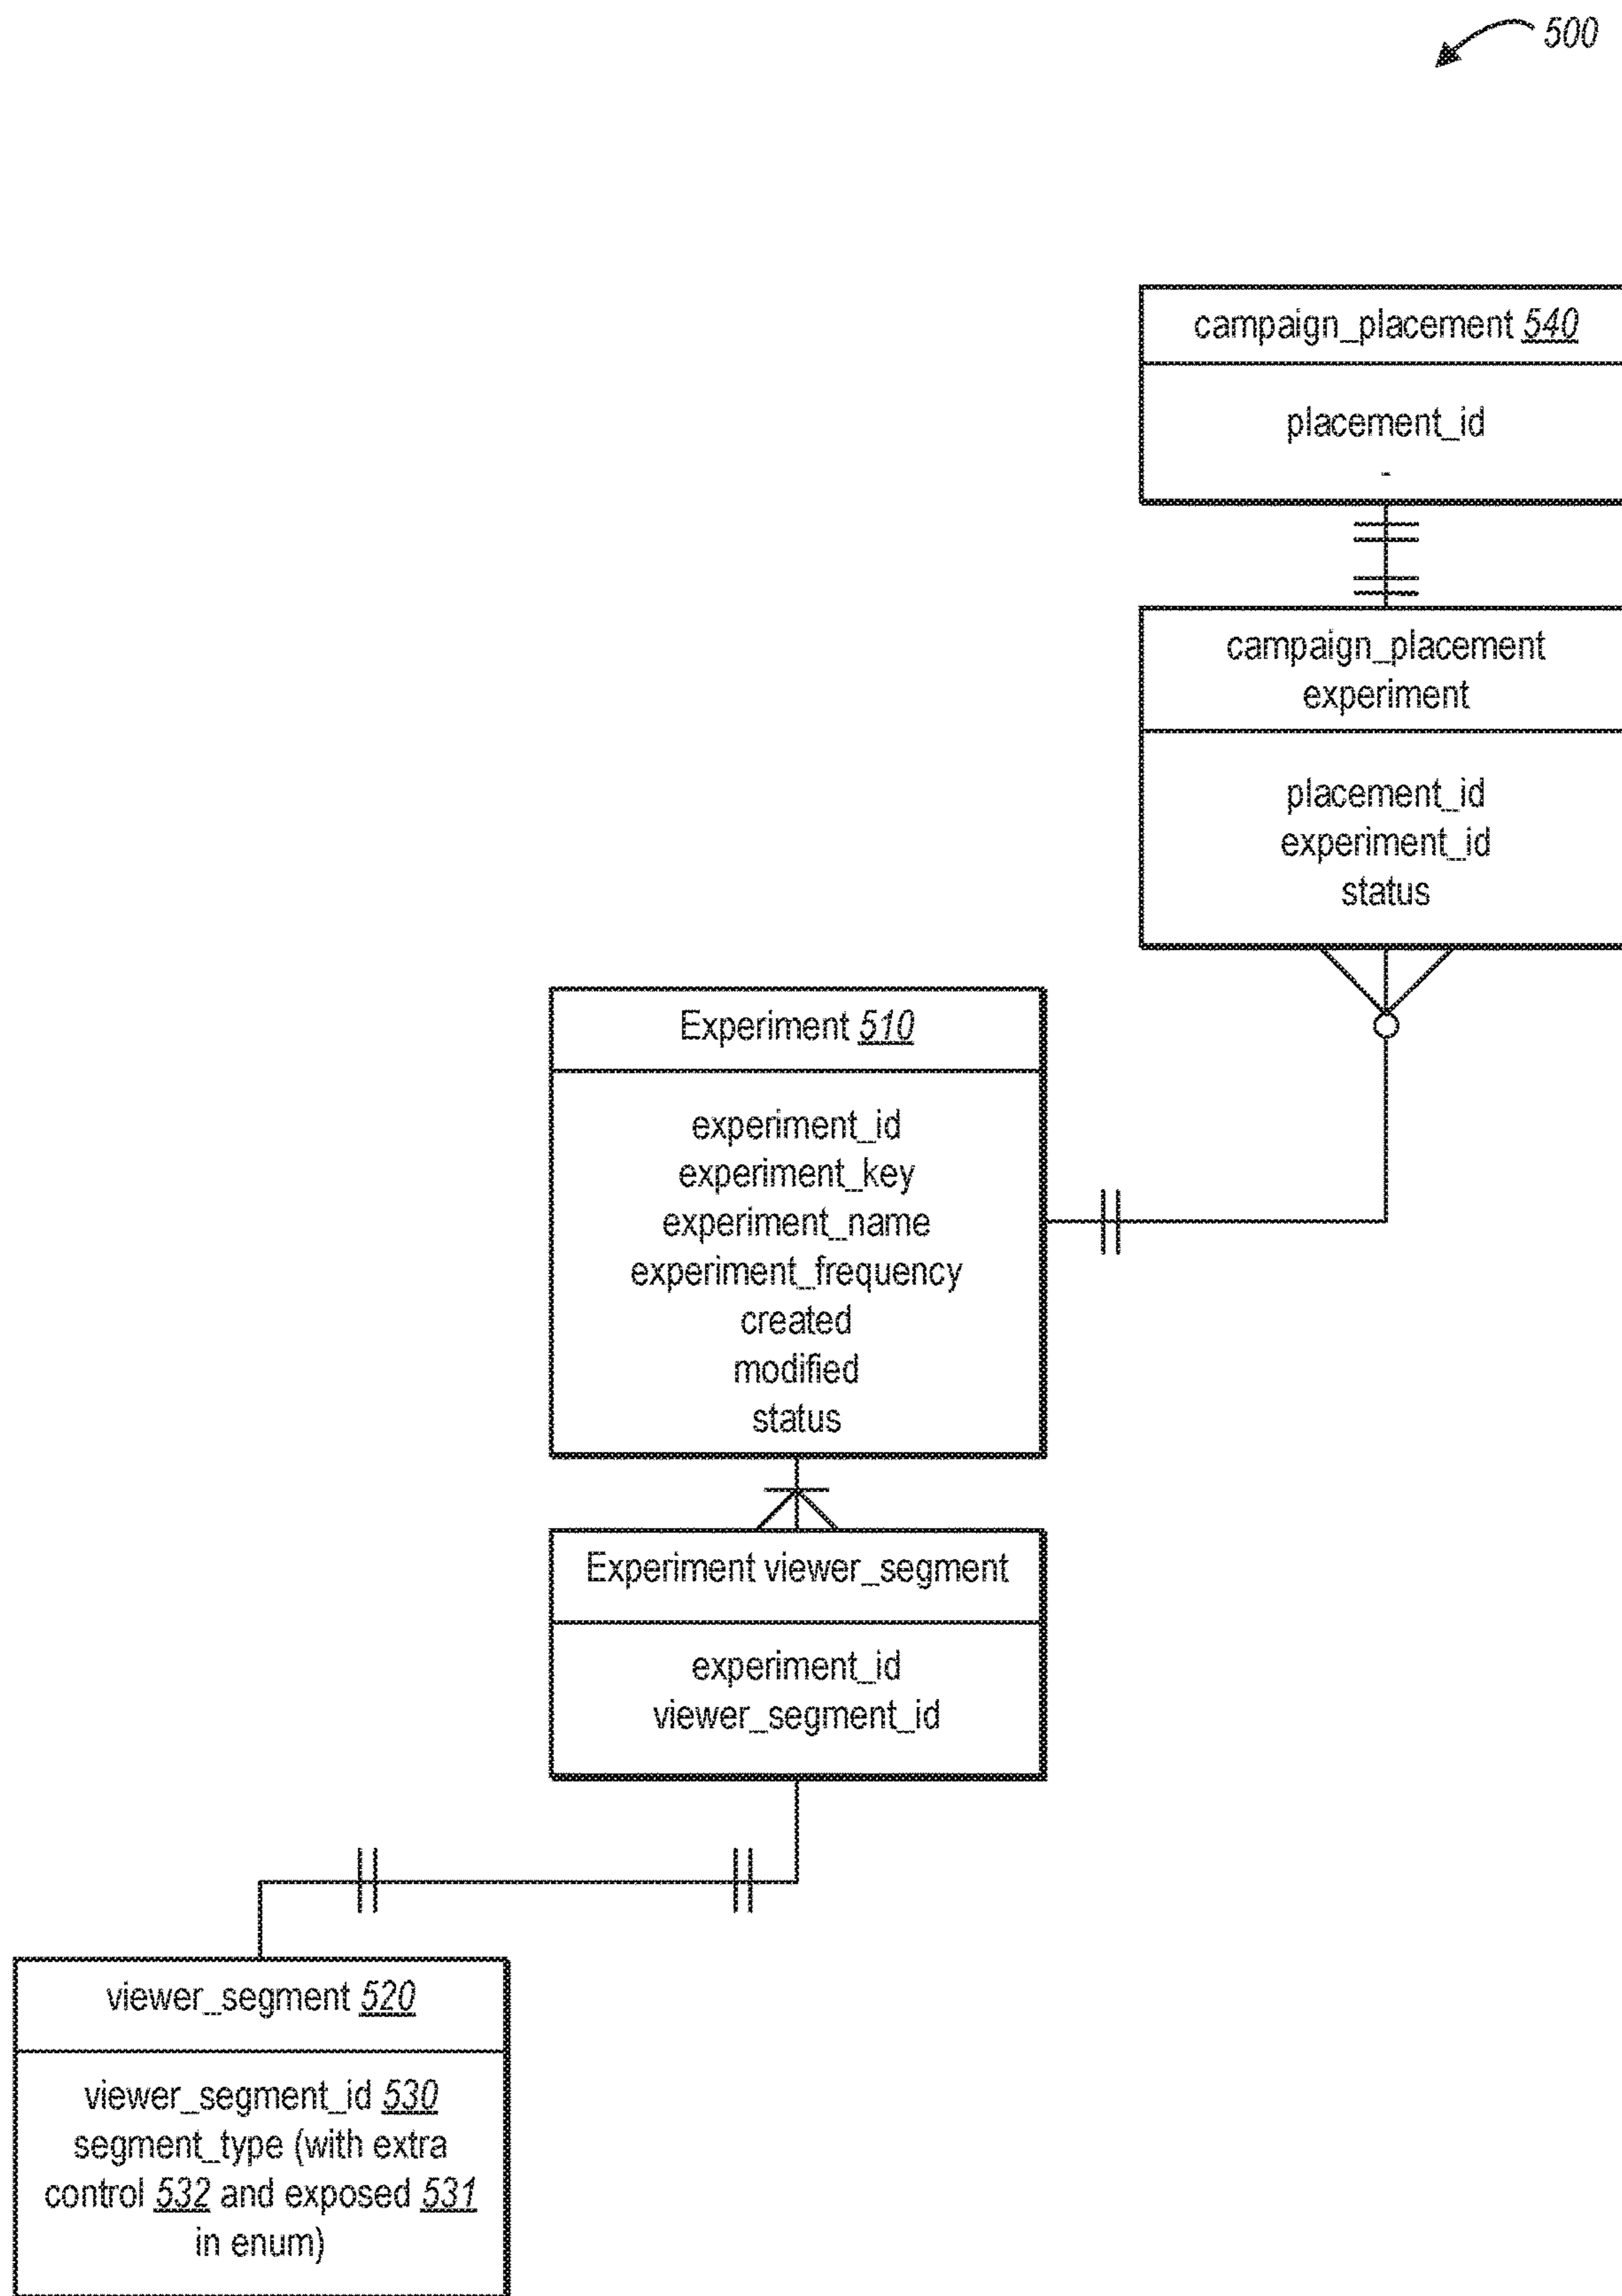 500
campaign_placement 540
placement_id
-
campaign_placement
experiment
placement_id
experiment_id
status
Experiment 510
experiment_id
experiment_key
experiment_name
experiment_frequency
created
modified
status
Experiment viewer_segment
experiment_id
viewer_segment_id
viewer_segment 520
viewer_segment_id 530
segment_type (with extra
control 532 and exposed 531
in enum)